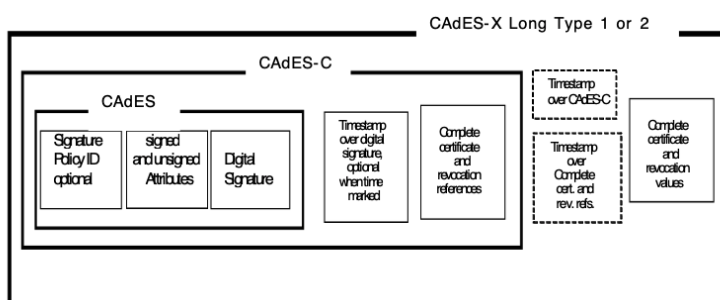 CAdES-X Long Type 1 or 2
CAdES-C
CAdES
Signature
Policy ID
optional
signed
and unsigned
Attributes
Digital
Signature
Timestamp
over digital
signature,
optional
when time
marked
Complete
certificate
and
revocation
references
Timestamp
over CAdES-C
Timestamp
over
Complete
cert. and
rev. refs.
Complete
certificate
and
revocation
values